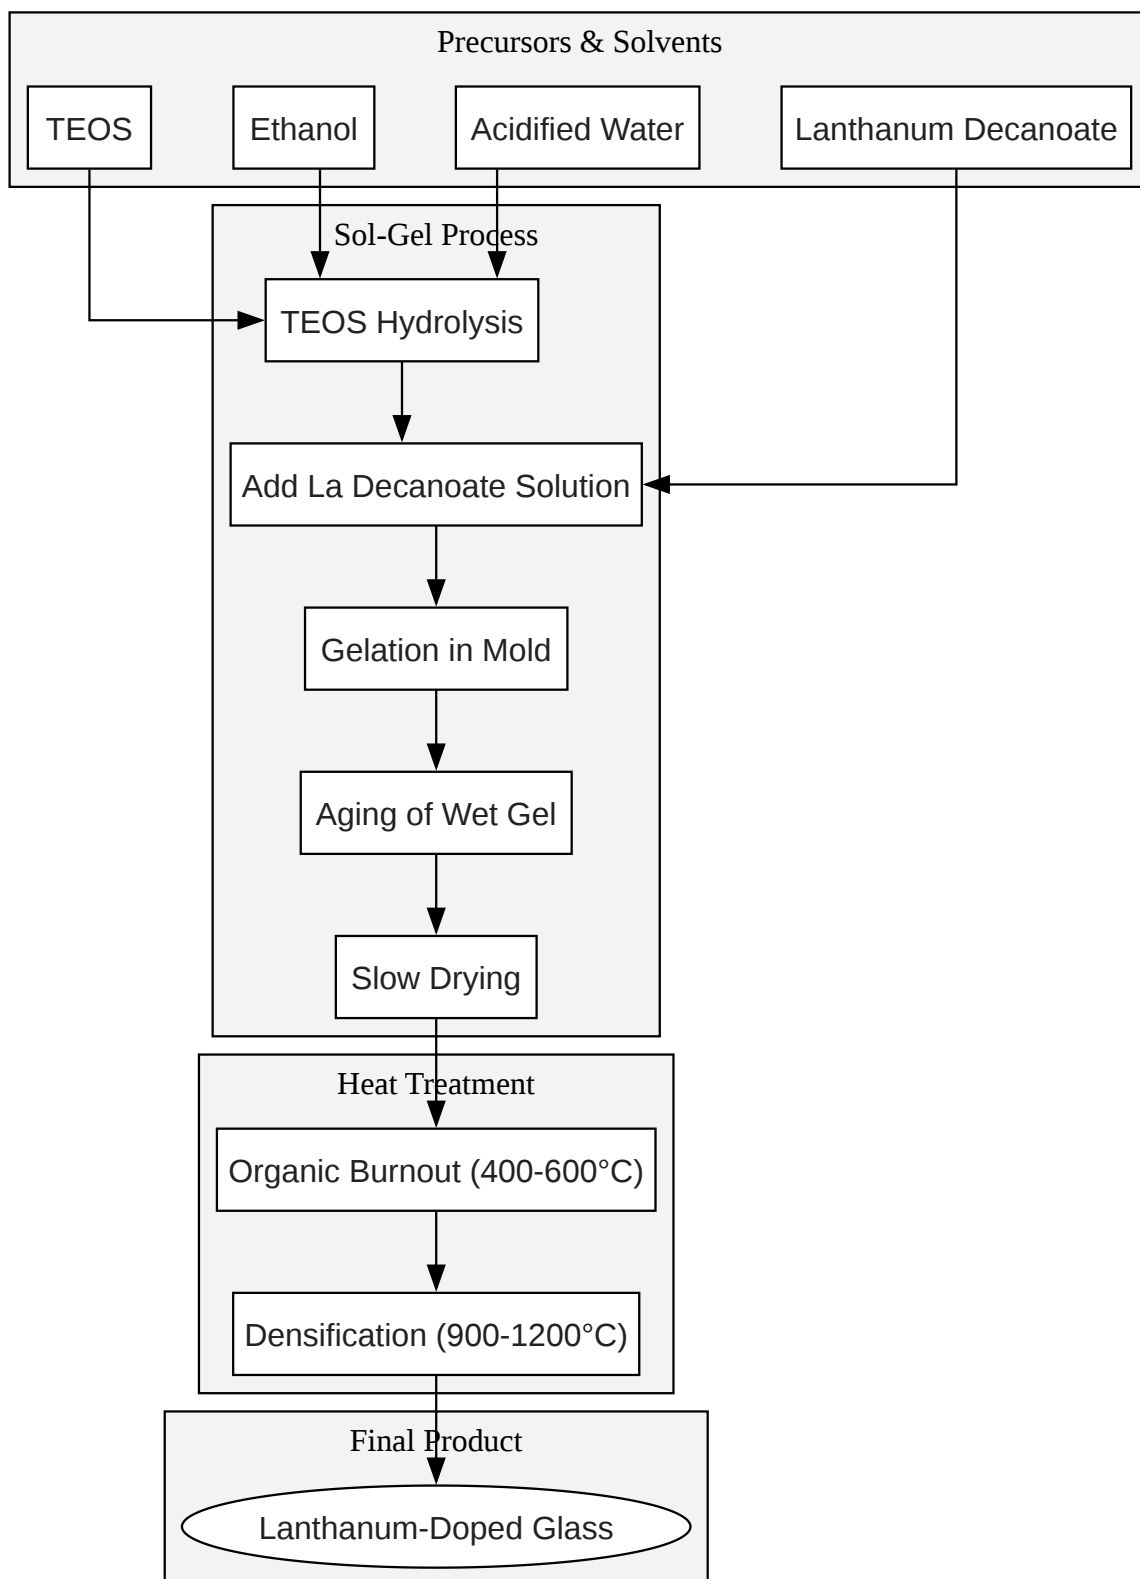 Precursors & Solvents
TEOS
Ethanol
Acidified Water
Lanthanum Decanoate
Sol-Gel Process
TEOS Hydrolysis
Add La Decanoate Solution
Gelation in Mold
Aging of Wet Gel
Slow Drying
Heat Treatment
Organic Burnout (400-600°C)
Densification (900-1200°C)
Final Product
Lanthanum-Doped Glass